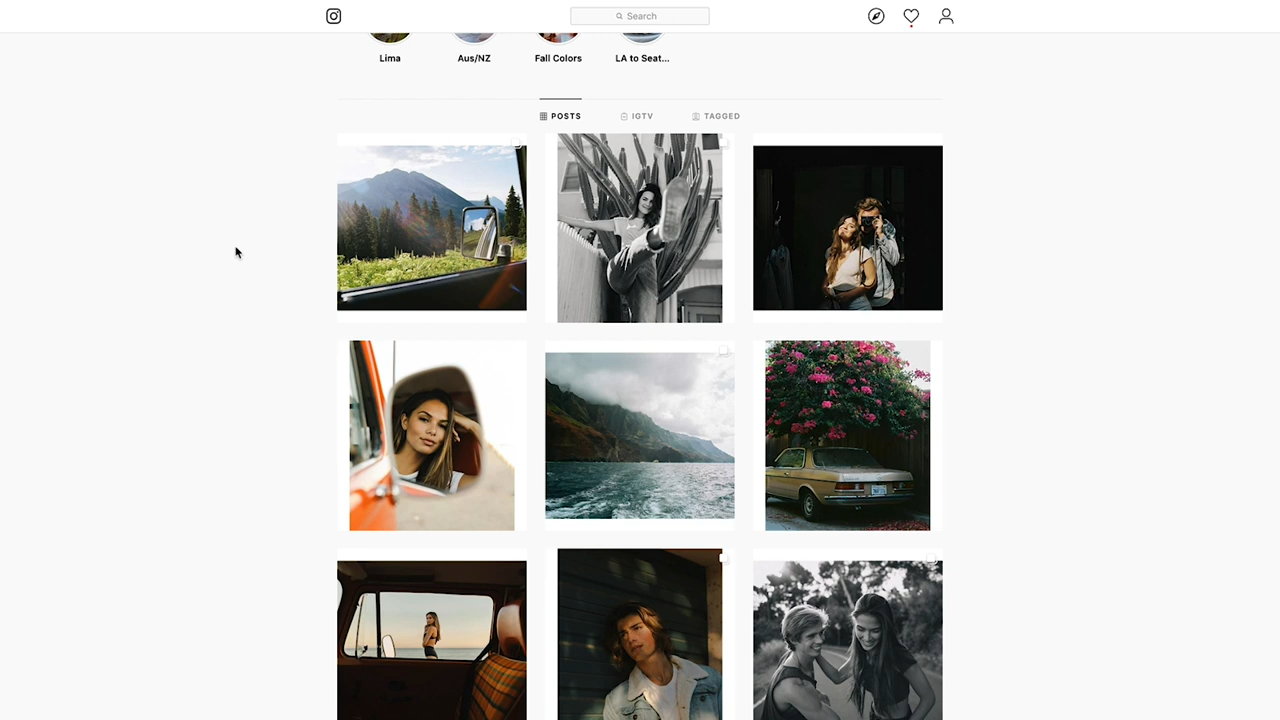 Search
Lima
Aus/NZ
Fall Colors
LA to Seat...
POSTS
IGTV
TAGGED